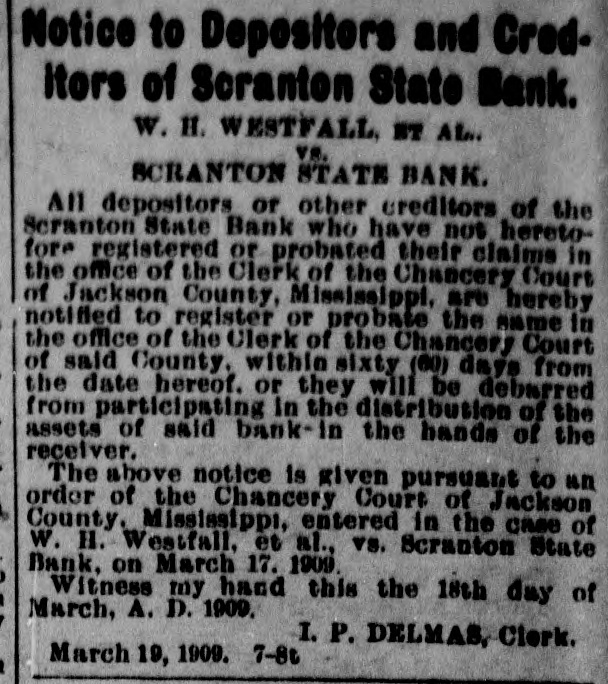 Notice to Depositors and Cred-
itors of Scranton State Bank.
W. H. WESTFALL, ET AL..
vs.
SCRANTON STATE BANK.
All depositors or other creditors of the
Scranton State Bank who have not hereto-
fore registered or probated their claims in
the office of the Clerk of the Chancery Court
of Jackson County, Mississippi, are hereby
notified to register or probate the same in
the office of the Clerk of the Chancery Court
of said County, within sixty (60) days from
the date hereof. or they will be debarred
from participating in the distribution of the
assets of said bank-in the hands of the
receiver.
The above notice is given pursuant to an
order of the Chancery Court of Jackson
County, Mississippi, entered in the case of
W. H. Westfall, et al., vs. Scranton State
Bank, on March 17. 1909.
Witness my hand this the 18th day of
March, A. D. 1909.
I. P. DELMAS, Clerk.
March 19, 1909. 7-8t